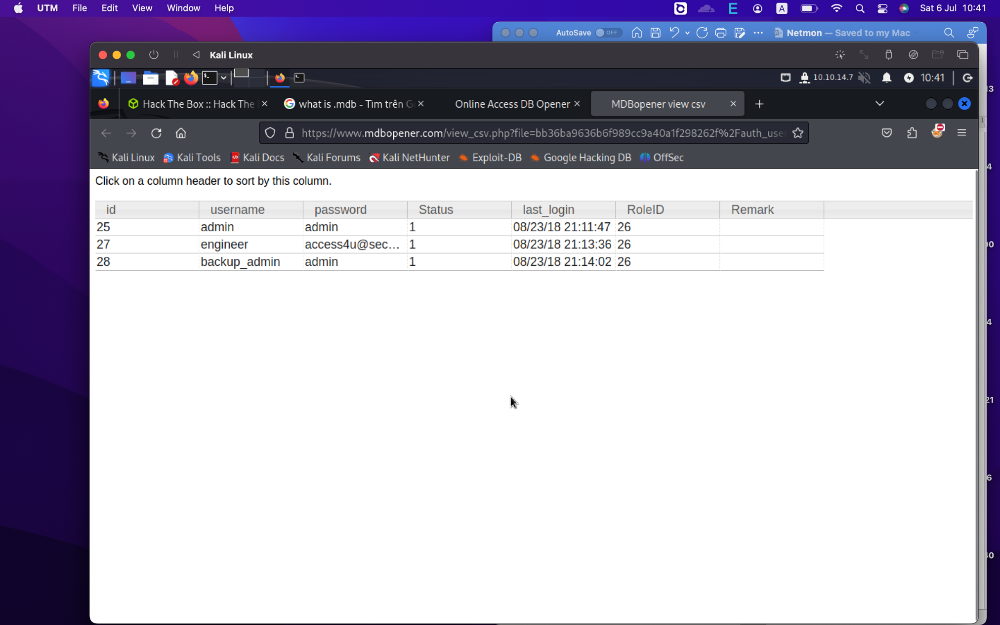 UTM File Edit View Window Help
E A Sat 6 Jul 10:41
AutoSave OFF Netmon — Saved to my Mac
Kali Linux
10.10.14.7 10:41
Hack The Box :: Hack The
what is .mdb - Tìm trên G
Online Access DB Opener
MDBopener view csv
https://www.mdbopener.com/view_csv.php?file=bb36ba9636b6f989cc9a40a1f298262f%2Fauth_use
Kali Linux Kali Tools Kali Docs Kali Forums Kali NetHunter Exploit-DB Google Hacking DB OffSec
Click on a column header to sort by this column.
id username password Status last_login RoleID Remark
25 admin admin 1 08/23/18 21:11:47 26
27 engineer access4u@sec... 1 08/23/18 21:13:36 26
28 backup_admin admin 1 08/23/18 21:14:02 26